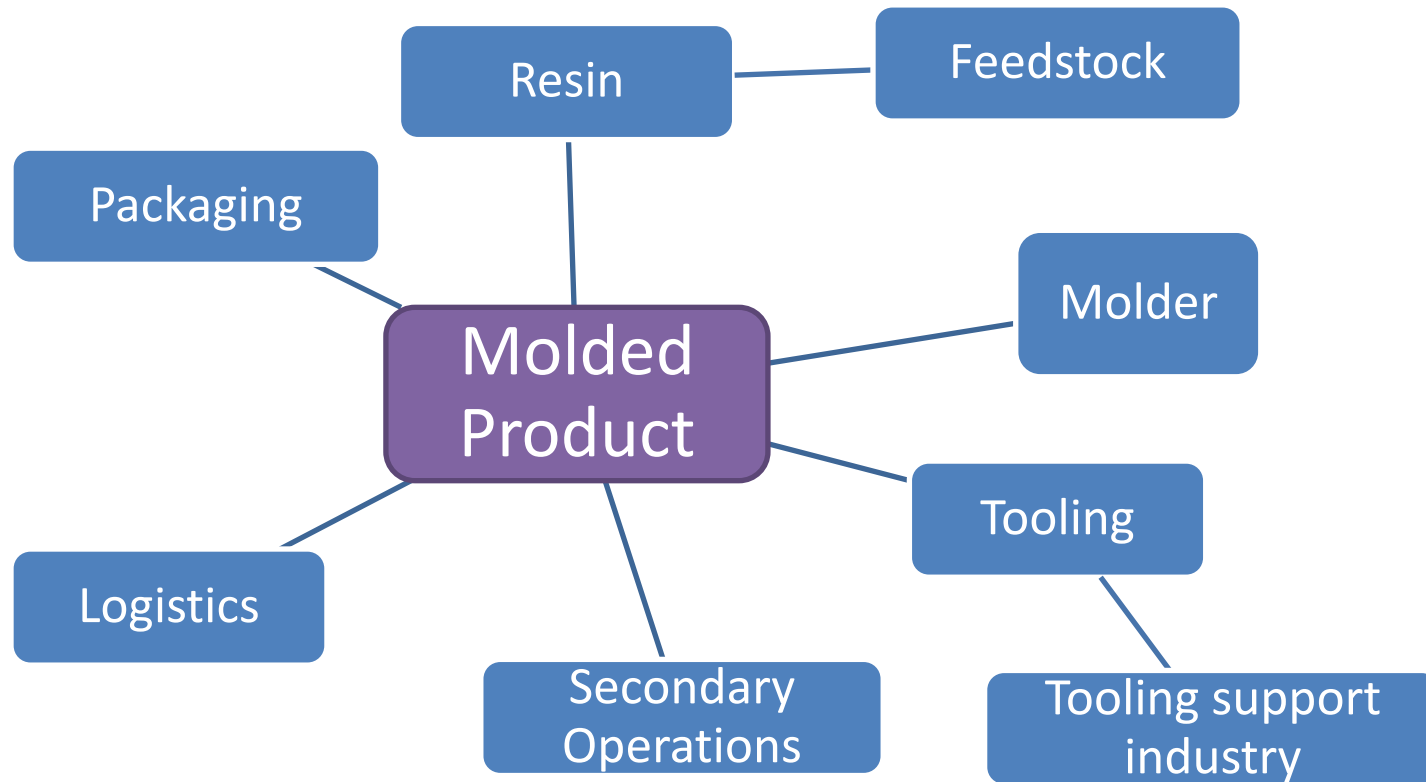 Resin
Feedstock
Packaging
Molder
Molded
Product
Tooling
Logistics
Secondary
Operations
Tooling support
industry